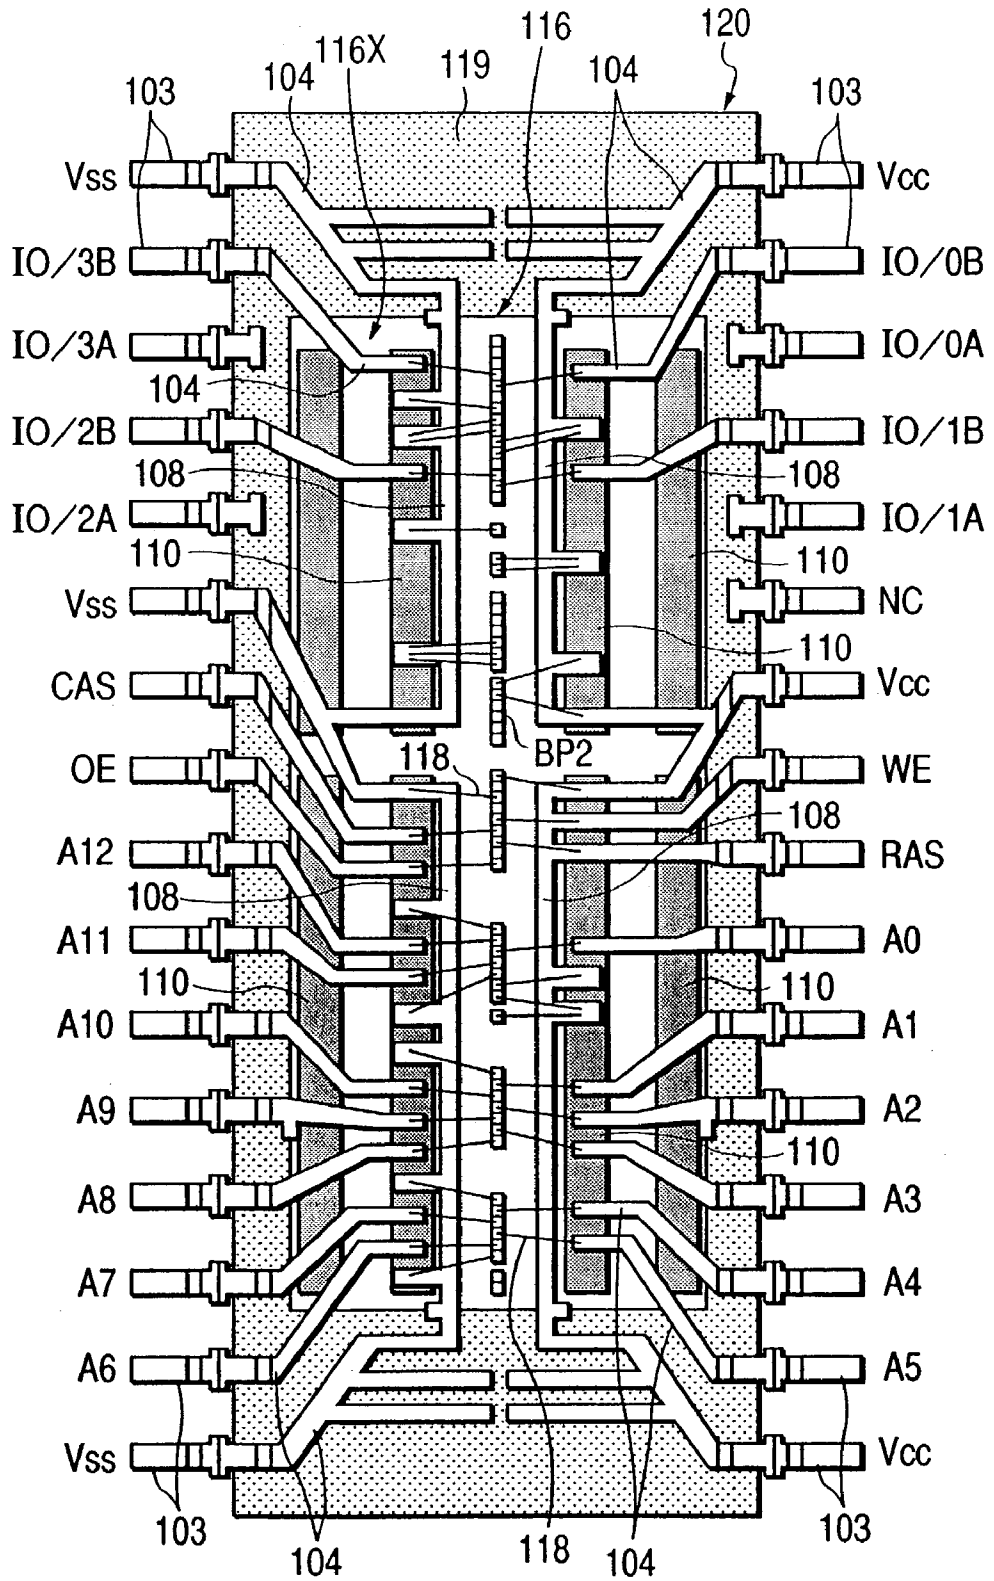 120
116X
116
104
119
104
103
103
Vss
Vcc
IO/3B
IO/0B
116
IO/3A
IO/0A
104
IO/2B
IO/1B
108
108
IO/2A
IO/1A
110
110
Vss
NC
110
CAS
Vcc
BP2
118
OE
WE
108
A12
RAS
108
A11
A0
110
110
A10
A1
A9
A2
110
A8
A3
A7
A4
A6
A5
Vss
Vcc
103
103
104
118
104